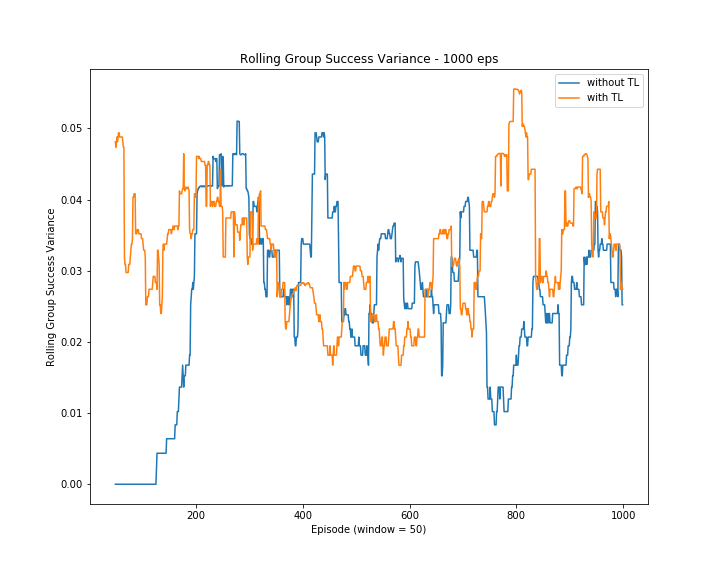 Rolling Group Success Variance - 1000 eps
without TL
with TL
Rolling Group Success Variance
0.05
0.04
0.03
0.02
0.01
0.00
200
400
600
800
1000
Episode (window = 50)